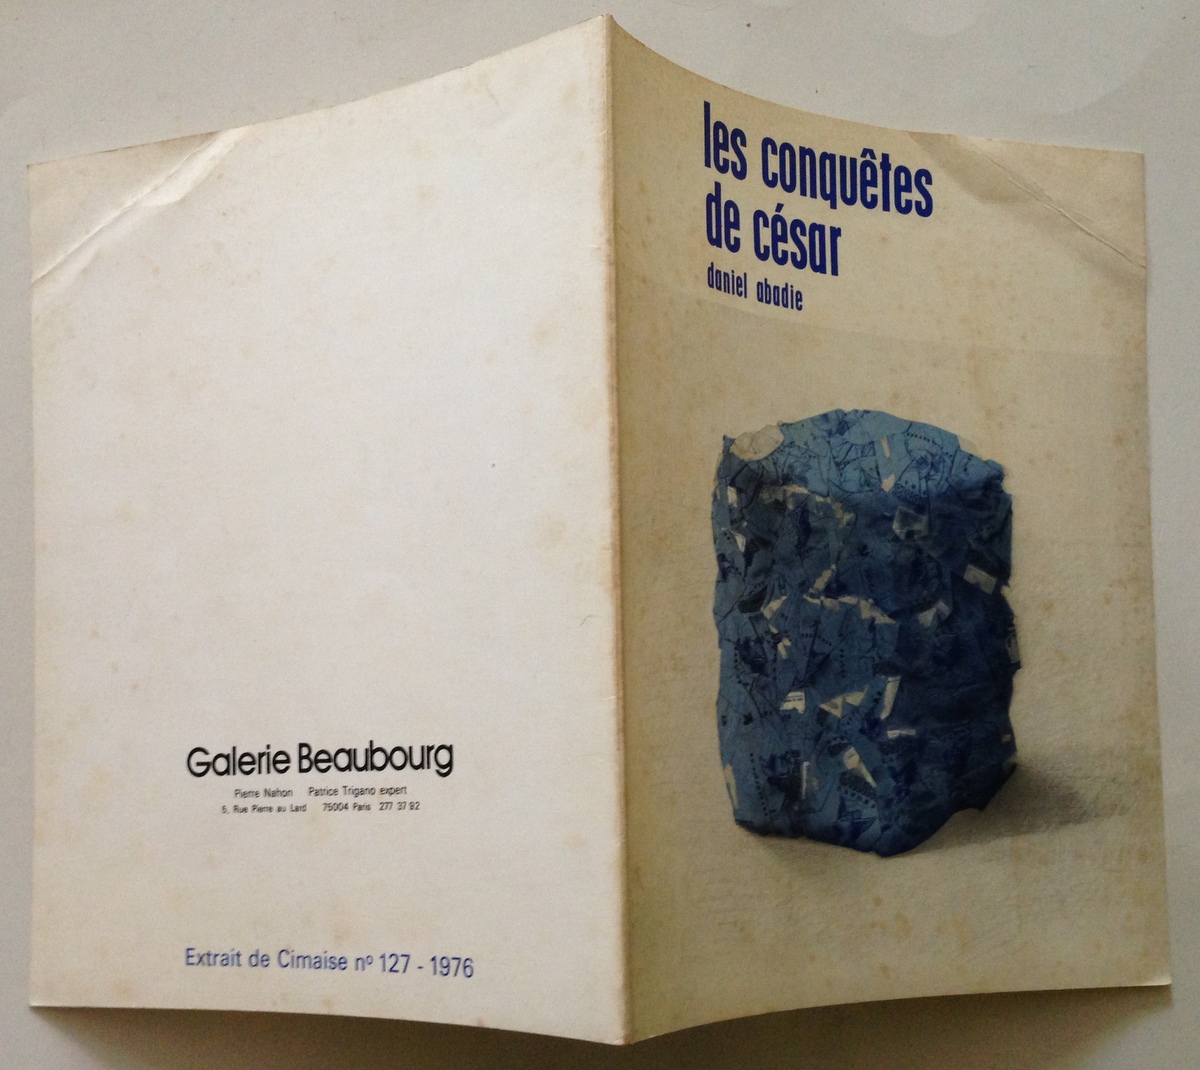 les conquêtes
de césar
daniel abadie
Galerie Beaubourg
Pierre Nahon Patrice Trigano expert
5, Rue Pierre au Lard 75004 Paris 277 37 92
Extrait de Cimaise nº 127 - 1976